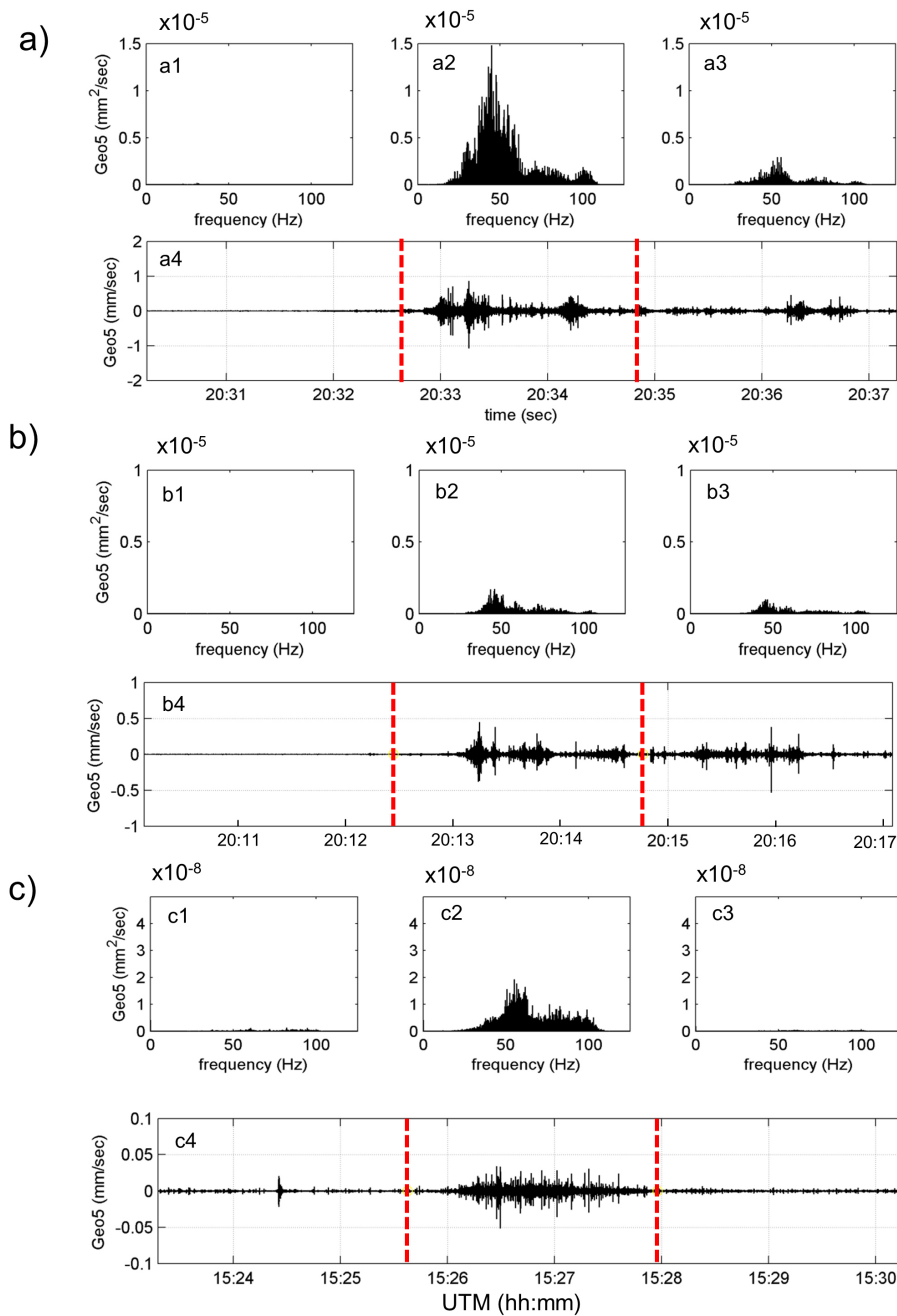 a)
x10-5 x10-5 x10-5
a1 a2 a3
Geo5 (mm2/sec)
1.5 1 0.5 0
1.5 1 0.5 0
1.5 1 0.5 0
0 50 100 0 50 100 0 50 100
frequency (Hz) frequency (Hz) frequency (Hz)
a4
Geo5 (mm/sec)
2 1 0 -1 -2
20:31 20:32 20:33 20:34 20:35 20:36 20:37
time (sec)
b)
x10-5 x10-5 x10-5
b1 b2 b3
Geo5 (mm2/sec)
1 0.5 0
1 0.5 0
1 0.5 0
0 50 100 0 50 100 0 50 100
frequency (Hz) frequency (Hz) frequency (Hz)
b4
Geo5 (mm/sec)
1 0.5 0 -0.5 -1
20:11 20:12 20:13 20:14 20:15 20:16 20:17
c)
x10-8 x10-8 x10-8
c1 c2 c3
Geo5 (mm2/sec)
4 3 2 1 0
4 3 2 1 0
4 3 2 1 0
0 50 100 0 50 100 0 50 100
frequency (Hz) frequency (Hz) frequency (Hz)
c4
Geo5 (mm/sec)
0.1 0.05 0 -0.05 -0.1
15:24 15:25 15:26 15:27 15:28 15:29 15:30
UTM (hh:mm)